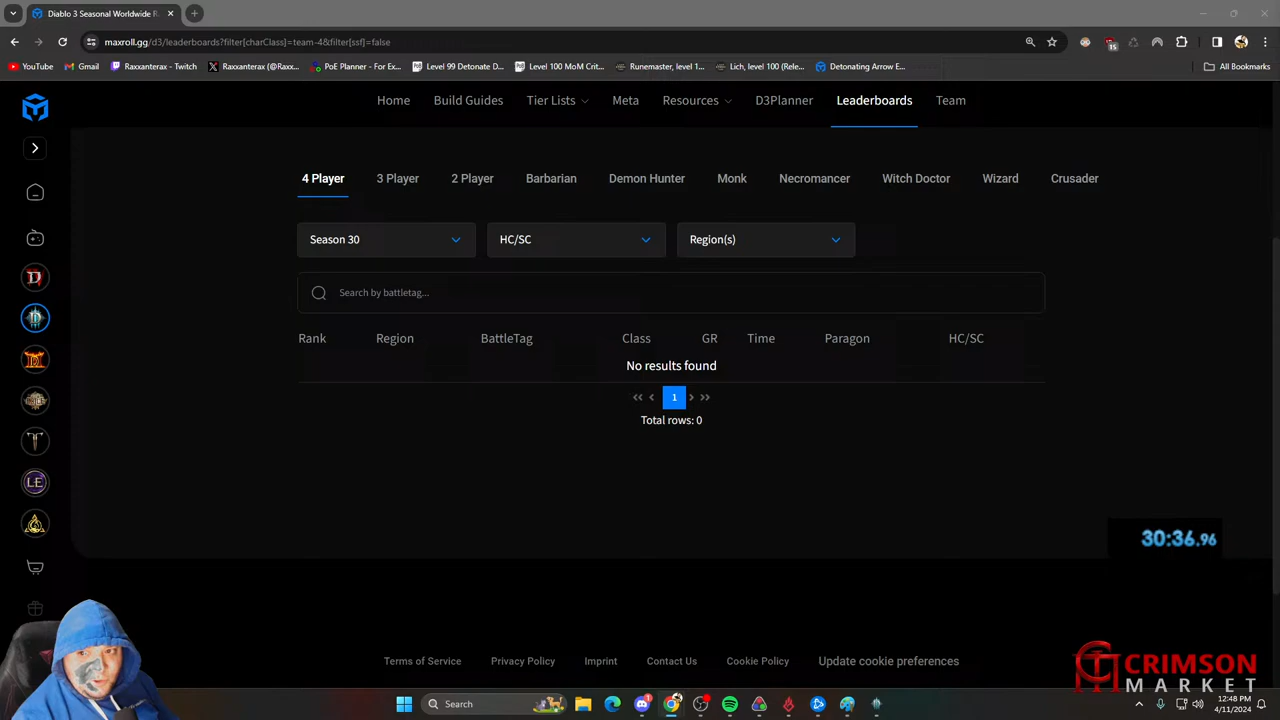 Diablo 3 Seasonal Worldwide R
maxroll.gg/d3/leaderboards?filter[charClass]=team-4&filter[ssf]=false
15
YouTube
Gmail
Raxxanterax - Twitch
Raxxanterax (@Raxx...
PoE Planner - For Ex...
Level 99 Detonate D...
Level 100 MoM Crit...
Runemaster, level 1...
Lich, level 100 (Rele...
Detonating Arrow E...
All Bookmarks
Home
Build Guides
Tier Lists
Meta
Resources
D3Planner
Leaderboards
Team
4 Player
3 Player
2 Player
Barbarian
Demon Hunter
Monk
Necromancer
Witch Doctor
Wizard
Crusader
Season 30
HC/SC
Region(s)
Search by battletag...
Rank
Region
BattleTag
Class
GR
Time
Paragon
HC/SC
No results found
1
Total rows: 0
LE
30:36.96
Terms of Service
Privacy Policy
Imprint
Contact Us
Cookie Policy
Update cookie preferences
CRIMSON
MARKET
Search
12:48 PM
4/11/2024